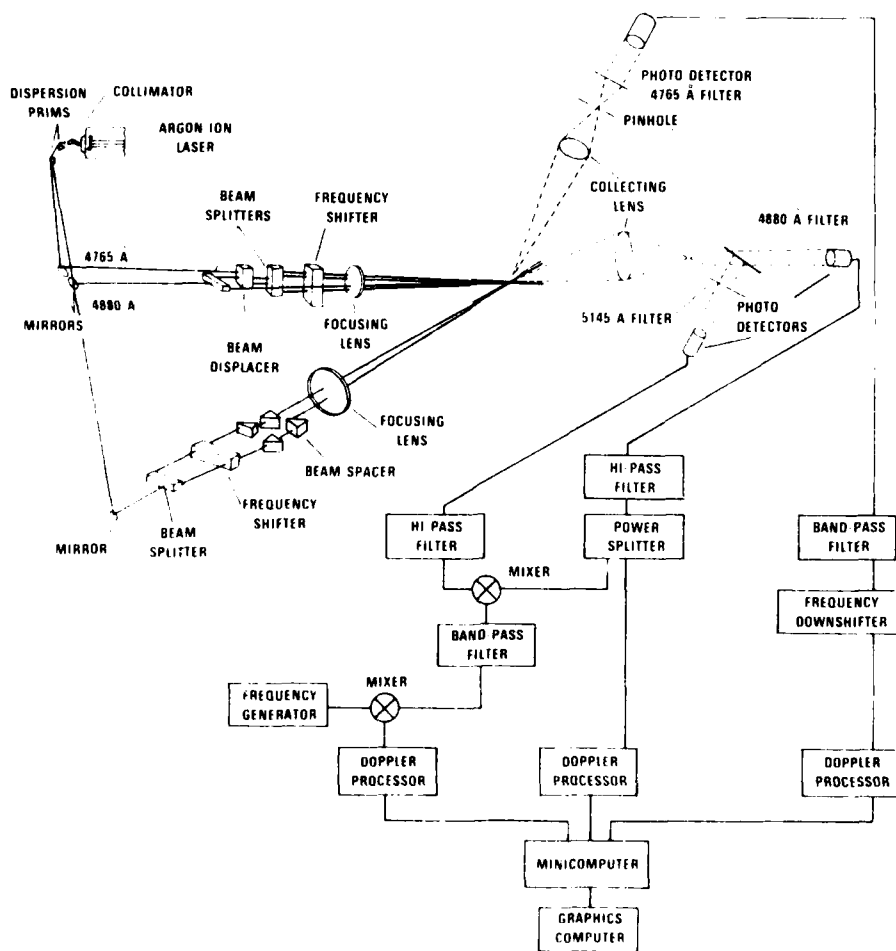 PHOTO DETECTOR
4765 Å FILTER
PINHOLE
DISPERSION
PRIMS
COLLIMATOR
ARGON ION
LASER
BEAM
SPLITTERS
FREQUENCY
SHIFTER
COLLECTING
LENS
4880 Å FILTER
4765 Å
4880 A
MIRRORS
FOCUSING
LENS
BEAM
DISPLACER
5145 A FILTER
PHOTO
DETECTORS
FOCUSING
LENS
BEAM SPACER
FREQUENCY
SHIFTER
BEAM
SPLITTER
MIRROR
HI-PASS
FILTER
HI PASS
FILTER
POWER
SPLITTER
BAND-PASS
FILTER
MIXER
FREQUENCY
DOWNSHIFTER
BAND PASS
FILTER
MIXER
FREQUENCY
GENERATOR
DOPPLER
PROCESSOR
DOPPLER
PROCESSOR
DOPPLER
PROCESSOR
MINICOMPUTER
GRAPHICS
COMPUTER